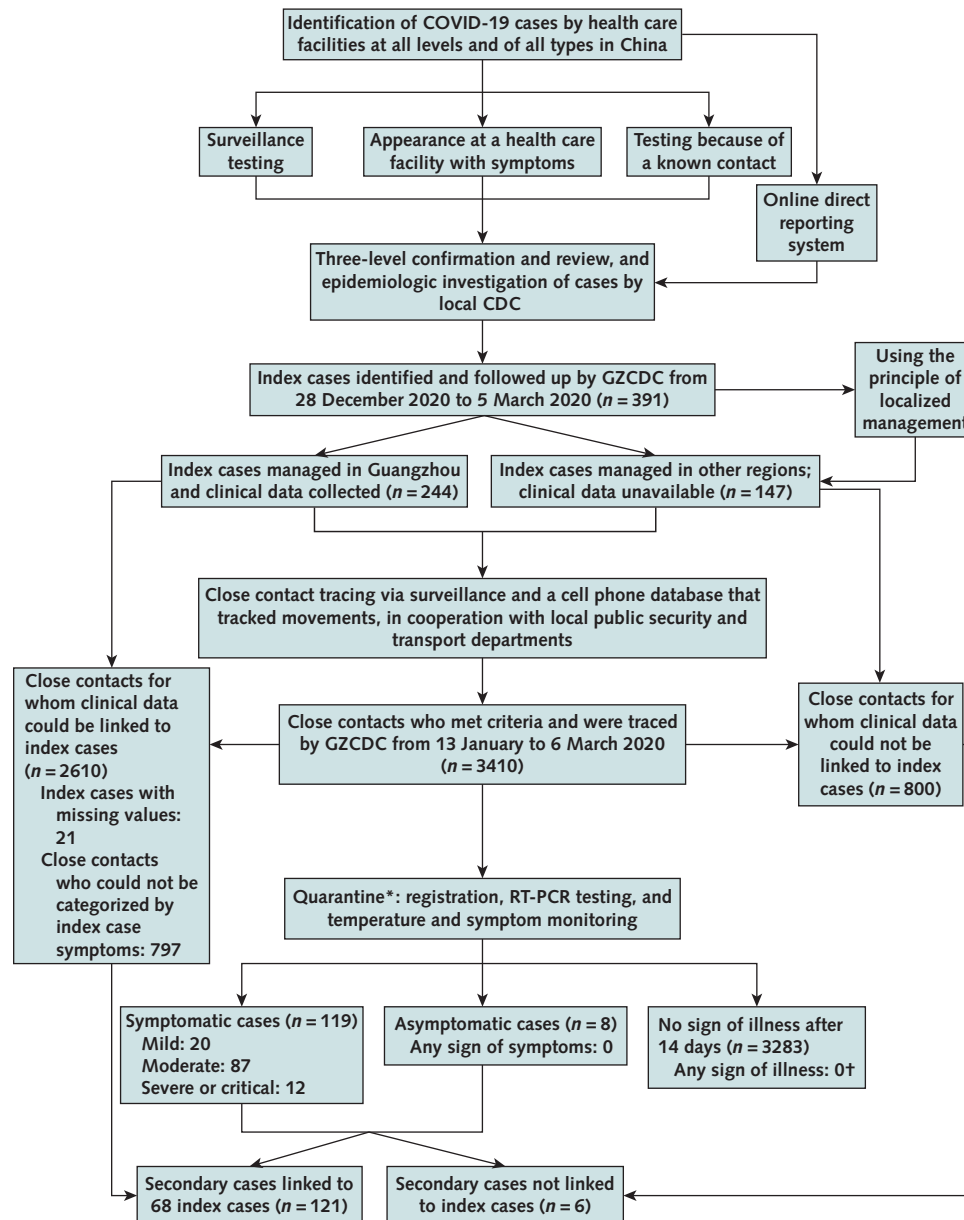 Identification of COVID-19 cases by health care
facilities at all levels and of all types in China
Surveillance
testing
Appearance at a health care
facility with symptoms
Testing because of
a known contact
Online direct
reporting
system
Three-level confirmation and review, and
epidemiologic investigation of cases by
local CDC
Index cases identified and followed up by GZCDC from
28 December 2020 to 5 March 2020 (n = 391)
Using the
principle of
localized
management
Index cases managed in Guangzhou
and clinical data collected (n = 244)
Index cases managed in other regions;
clinical data unavailable (n = 147)
Close contact tracing via surveillance and a cell phone database that
tracked movements, in cooperation with local public security and
transport departments
Close contacts for
whom clinical data
could be linked to
index cases
(n = 2610)
Index cases with
missing values:
21
Close contacts
who could not be
categorized by
index case
symptoms: 797
Close contacts who met criteria and were traced
by GZCDC from 13 January to 6 March 2020
(n = 3410)
Close contacts for
whom clinical data
could not be
linked to index
cases (n = 800)
Quarantine*: registration, RT-PCR testing, and
temperature and symptom monitoring
Symptomatic cases (n = 119)
Mild: 20
Moderate: 87
Severe or critical: 12
Asymptomatic cases (n = 8)
Any sign of symptoms: 0
No sign of illness after
14 days (n = 3283)
Any sign of illness: 0†
Secondary cases linked to
68 index cases (n = 121)
Secondary cases not linked
to index cases (n = 6)